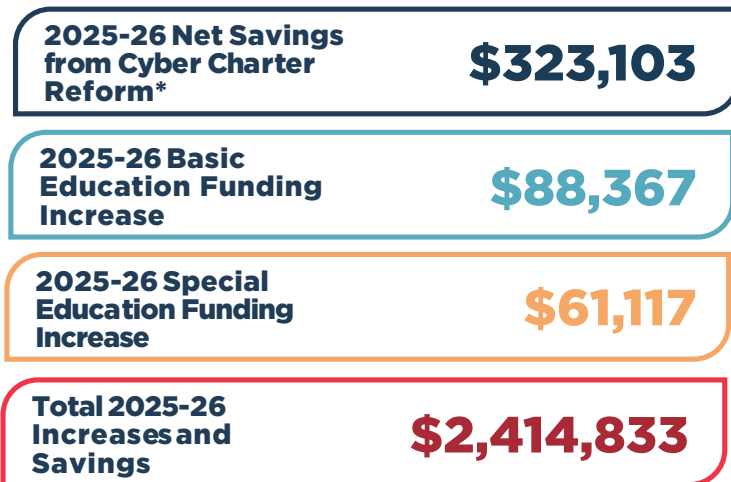 2025-26 Net Savings
from Cyber Charter
Reform*
$323,103
2025-26 Basic
Education Funding
Increase
$88,367
2025-26 Special
Education Funding
Increase
$61,117
Total 2025-26
Increases and
Savings
$2,414,833